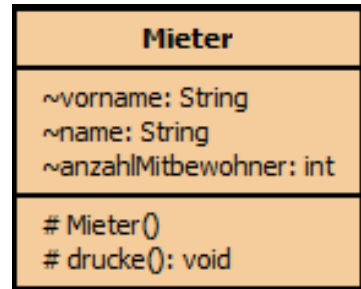 Mieter
~vorname: String
~name: String
~anzahlMitbewohner: int
# Mieter()
# drucke(): void